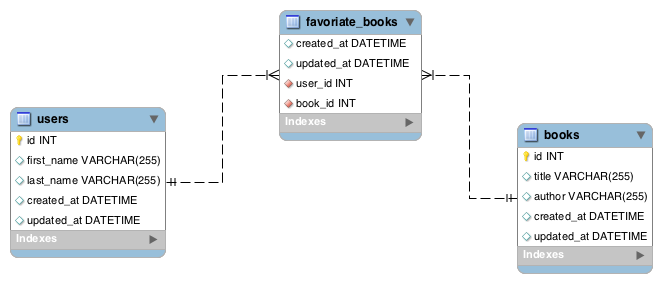 favoriate_books
created_at DATETIME
updated_at DATETIME
user_id INT
book_id INT
Indexes
users
id INT
first_name VARCHAR(255)
last_name VARCHAR(255)
created_at DATETIME
updated_at DATETIME
Indexes
books
id INT
title VARCHAR(255)
author VARCHAR(255)
created_at DATETIME
updated_at DATETIME
Indexes